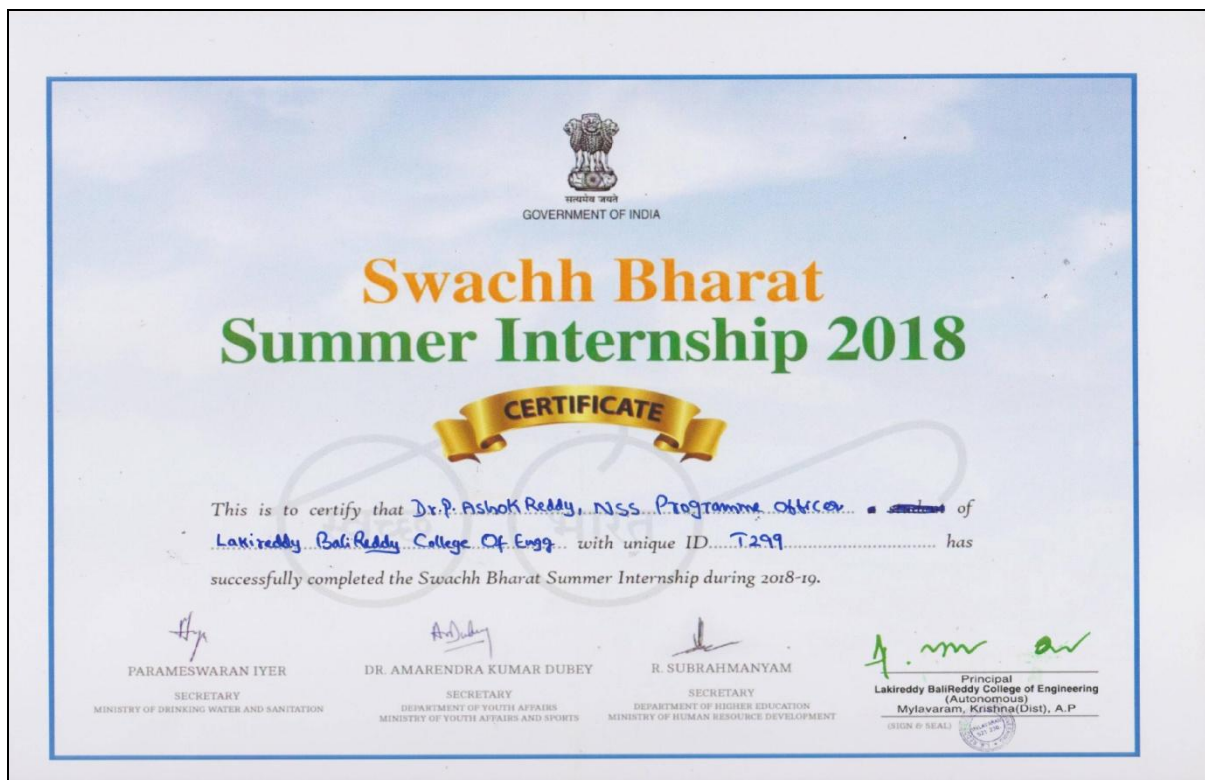 सत्यमेव जयते
GOVERNMENT OF INDIA
Swachh Bharat
Summer Internship 2018
CERTIFICATE
स्वच्छ भारत
This is to certify that Dr.P. Ashok Reddy, NSS Programme Officer a of
Lakireddy BaliReddy College Of Engg with unique ID T299 has
successfully completed the Swachh Bharat Summer Internship during 2018-19.
PARAMESWARAN IYER
SECRETARY
MINISTRY OF DRINKING WATER AND SANITATION
DR. AMARENDRA KUMAR DUBEY
SECRETARY
DEPARTMENT OF YOUTH AFFAIRS
MINISTRY OF YOUTH AFFAIRS AND SPORTS
R. SUBRAHMANYAM
SECRETARY
DEPARTMENT OF HIGHER EDUCATION
MINISTRY OF HUMAN RESOURCE DEVELOPMENT
Principal
Lakireddy BaliReddy College of Engineering
(Autonomous)
Mylavaram, Krishna(Dist), A.P
(SIGN & SEAL)